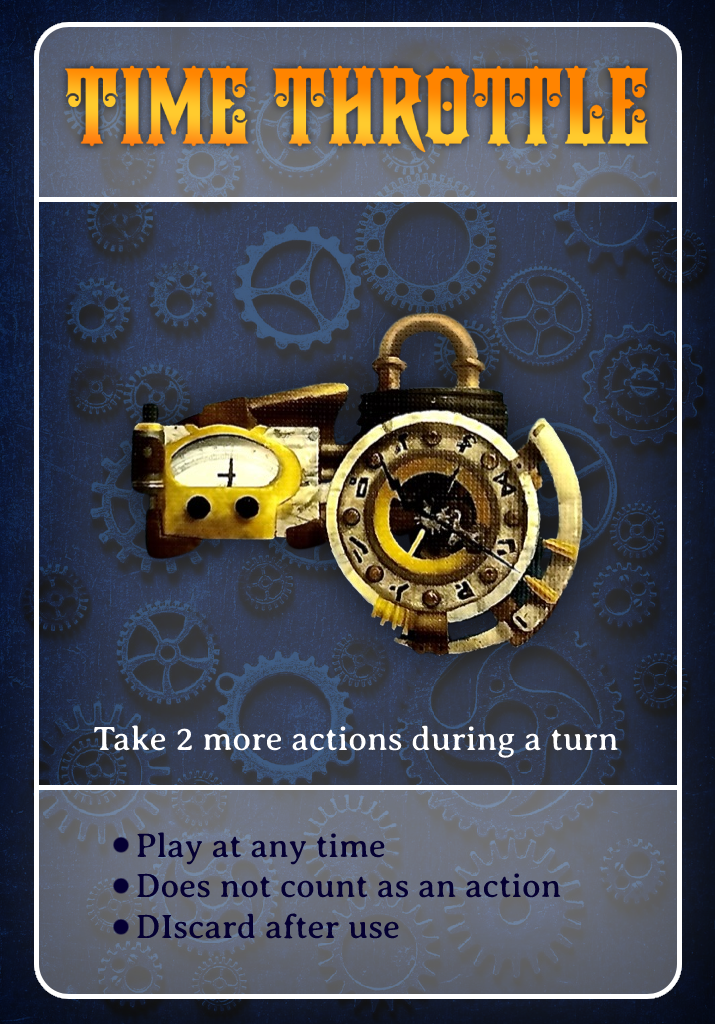 TIME THROTTLE
Take 2 more actions during a turn
• Play at any time
• Does not count as an action
• DIscard after use